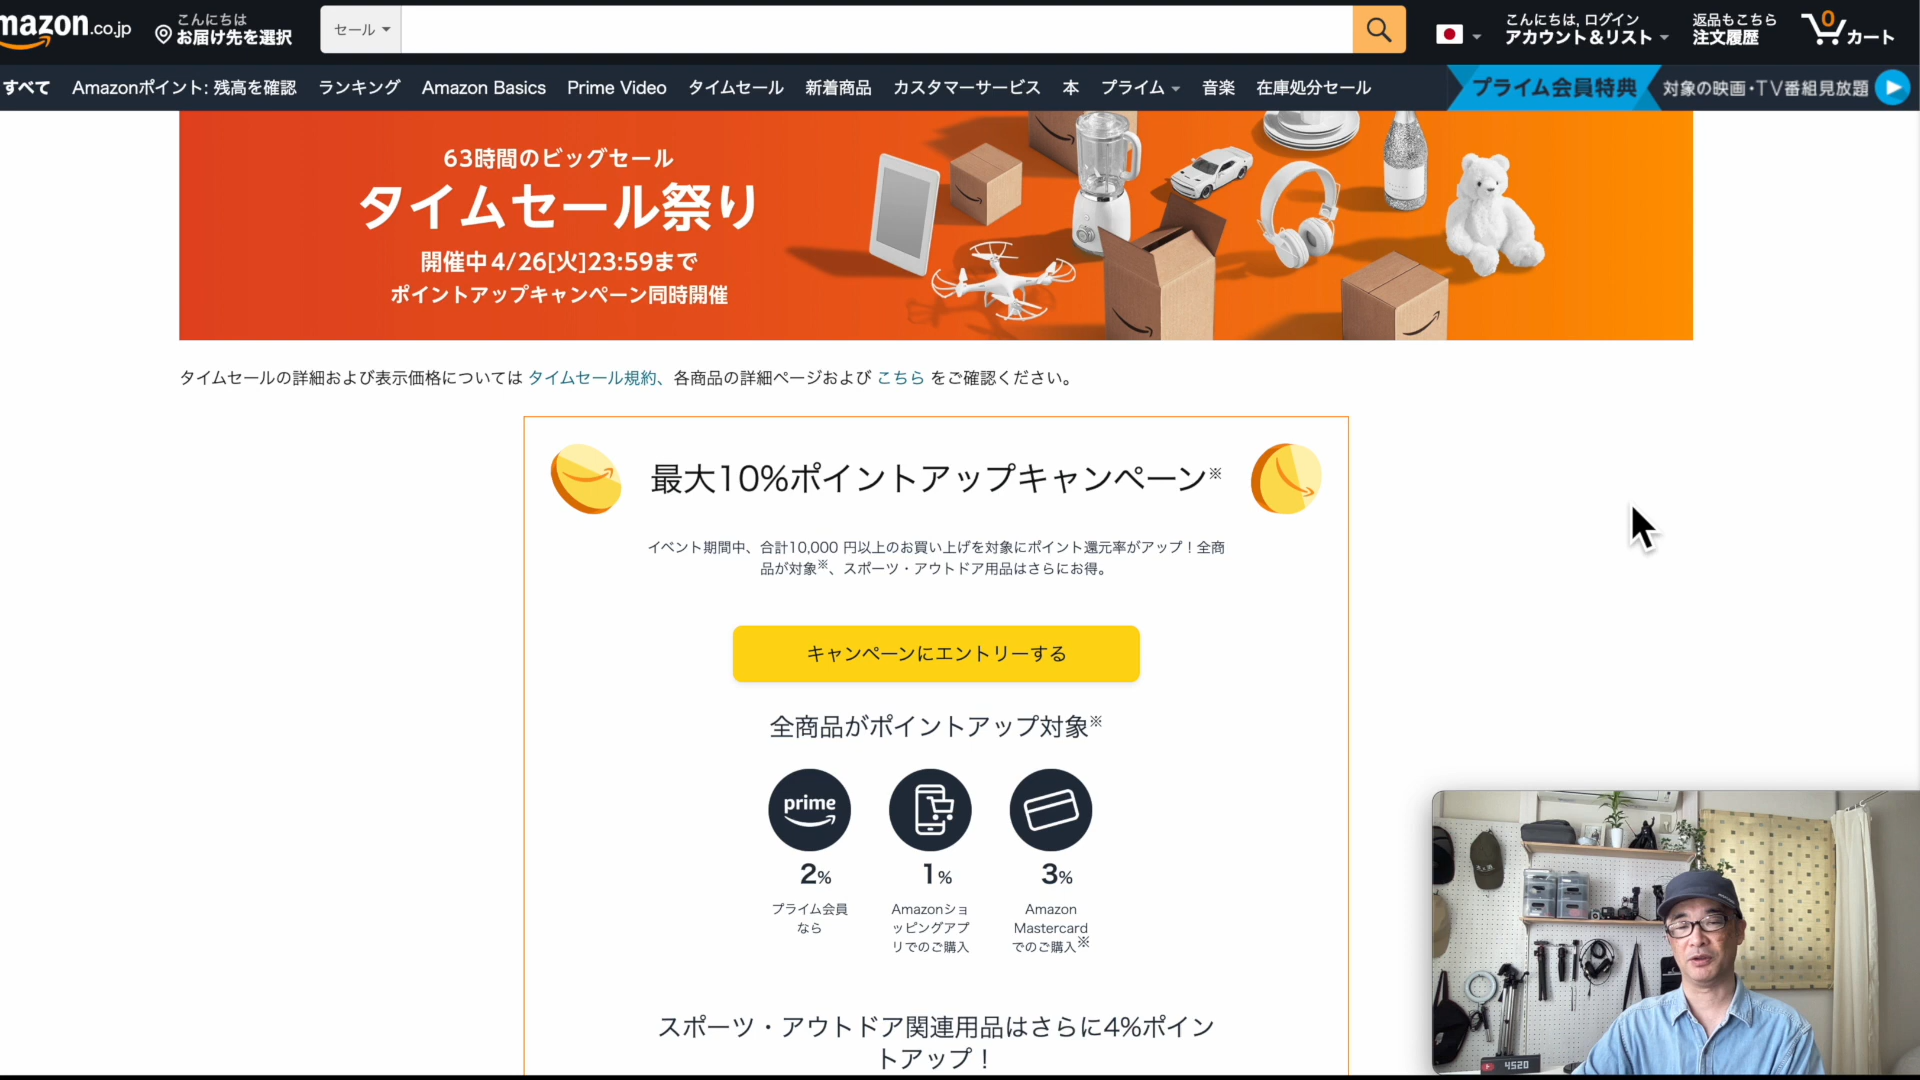 mazon.co.jp
こんにちは
お届け先を選択
セール
こんにちは, ログイン
アカウント＆リスト
返品もこちら
注文履歴
0
カート
すべて
Amazonポイント: 残高を確認
ランキング
Amazon Basics
Prime Video
タイムセール
新着商品
カスタマーサービス
本
プライム
音楽
在庫処分セール
プライム会員特典
対象の映画・TV番組見放題
63時間のビッグセール
タイムセール祭り
開催中 4/26[火]23:59まで
ポイントアップキャンペーン同時開催
タイムセールの詳細および表示価格については タイムセール規約、各商品の詳細ページおよび こちら をご確認ください。
最大10%ポイントアップキャンペーン※
イベント期間中、合計10,000 円以上のお買い上げを対象にポイント還元率がアップ！全商
品が対象※、スポーツ・アウトドア用品はさらにお得。
キャンペーンにエントリーする
全商品がポイントアップ対象※
prime
2%
プライム会員
なら
1%
Amazonショ
ッピングアプ
リでのご購入
3%
Amazon
Mastercard
でのご購入※
スポーツ・アウトドア関連用品はさらに4%ポイン
トアップ！
4520